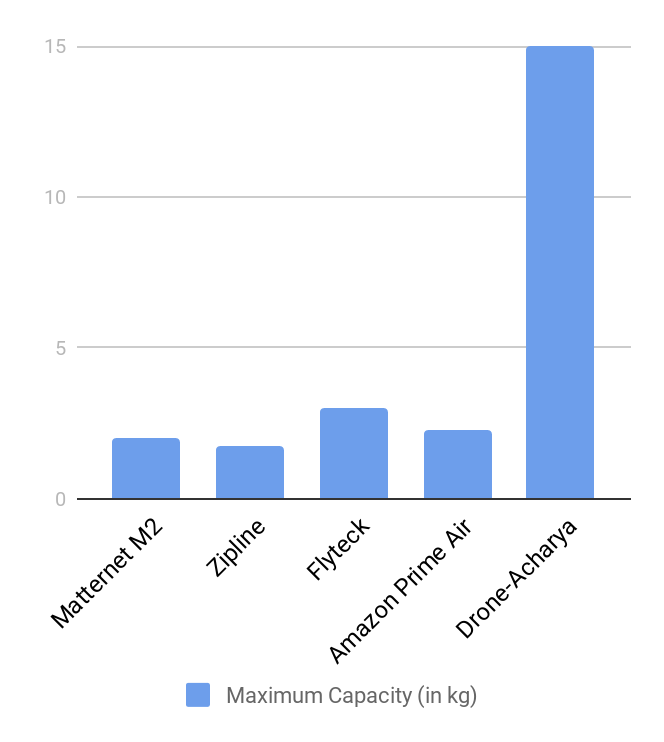 15
10
5
0
Matternet M2
Zipline
Flyteck
Amazon Prime Air
Drone-Acharya
Maximum Capacity (in kg)